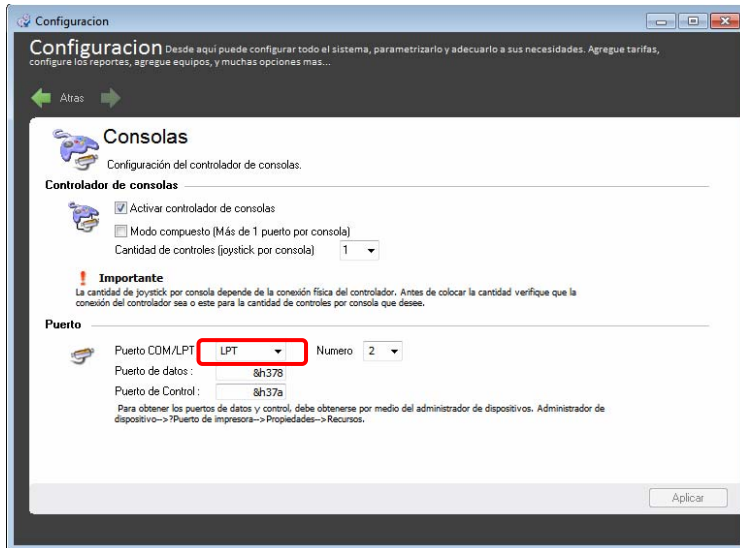 Configuracion
Configuracion Desde aquí puede configurar todo el sistema, parametrizarlo y adecuarlo a sus necesidades. Agregue tarifas,
configure los reportes, agregue equipos, y muchas opciones mas...
Atras
Consolas
Configuración del controlador de consolas.
Controlador de consolas
Activar controlador de consolas
Modo compuesto (Más de 1 puerto por consola)
Cantidad de controles (joystick por consola) 1
Importante
La cantidad de joystick por consola depende de la conexión física del controlador. Antes de colocar la cantidad verifique que la
conexión del controlador sea o este para la cantidad de controles por consola que desee.
Puerto
Puerto COM/LPT LPT Numero 2
Puerto de datos : &h378
Puerto de Control : &h37a
Para obtener los puertos de datos y control, debe obtenerse por medio del administrador de dispositivos. Administrador de
dispositivo-->?Puerto de impresora-->Propiedades-->Recursos.
Aplicar